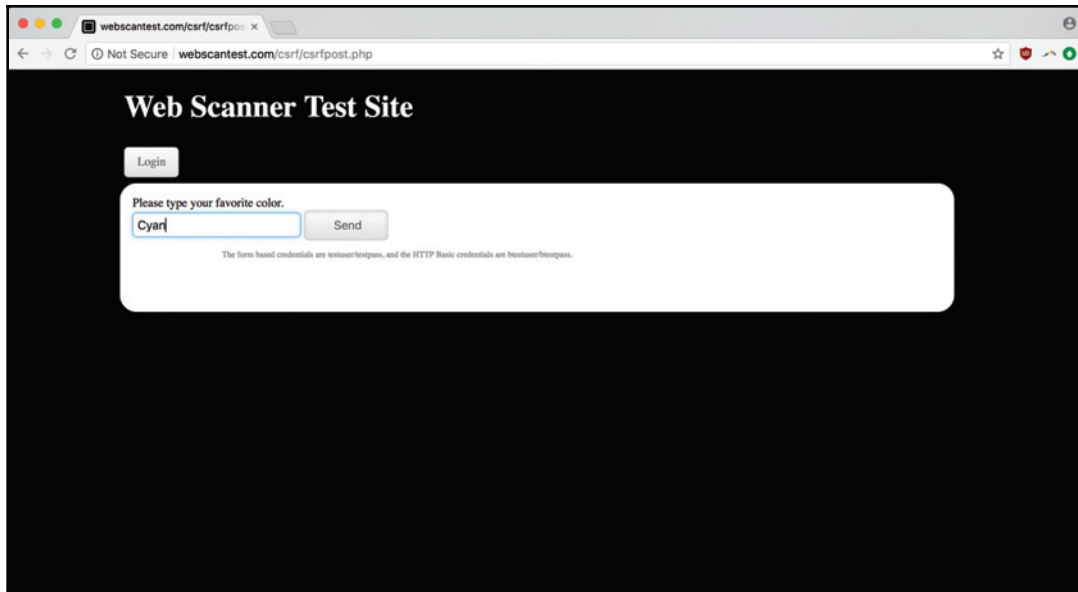 webscantest.com/csrf/csrfpos
Not Secure webscantest.com/csrf/csrfpost.php
Web Scanner Test Site
Login
Please type your favorite color.
Cyan
Send
The form based credentials are testuser/testpass, and the HTTP Basic credentials are btestuser/btestpass.